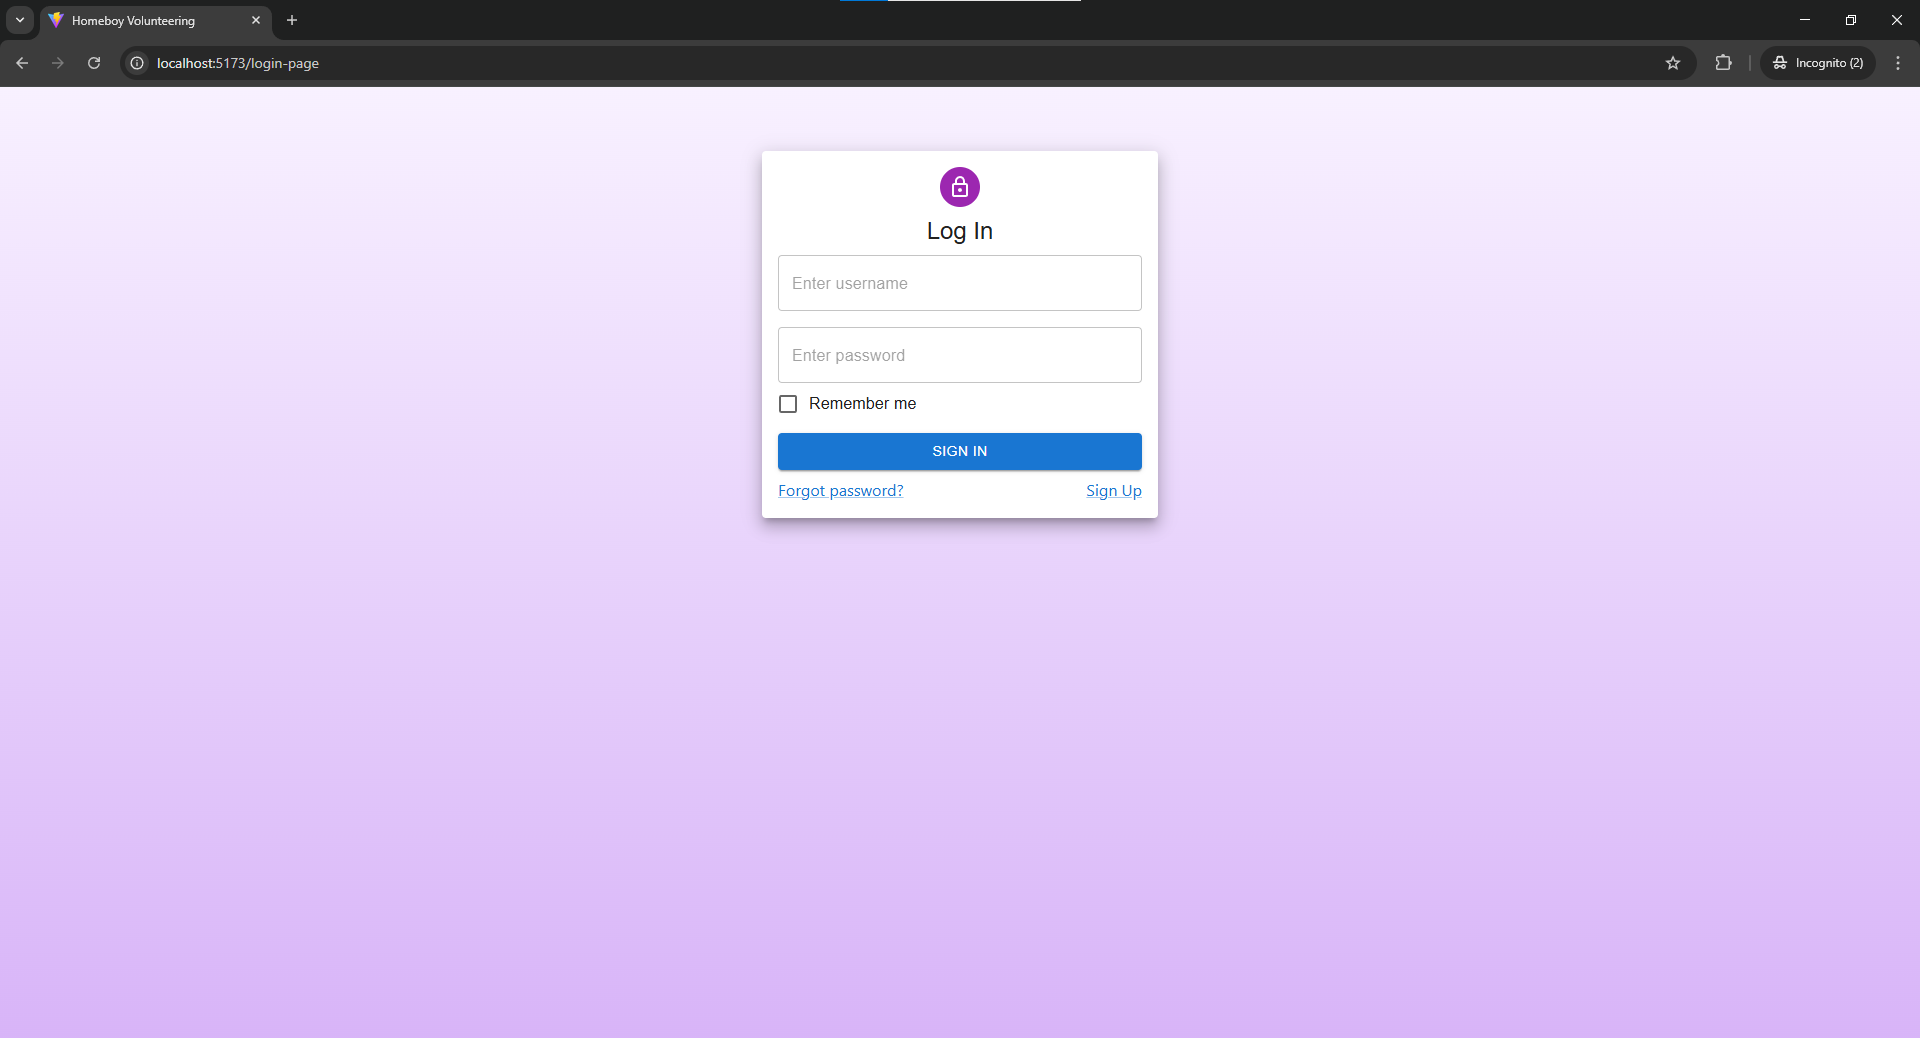 Homeboy Volunteering
localhost:5173/login-page
Incognito (2)
Log In
Enter username
Enter password
Remember me
SIGN IN
Forgot password? Sign Up